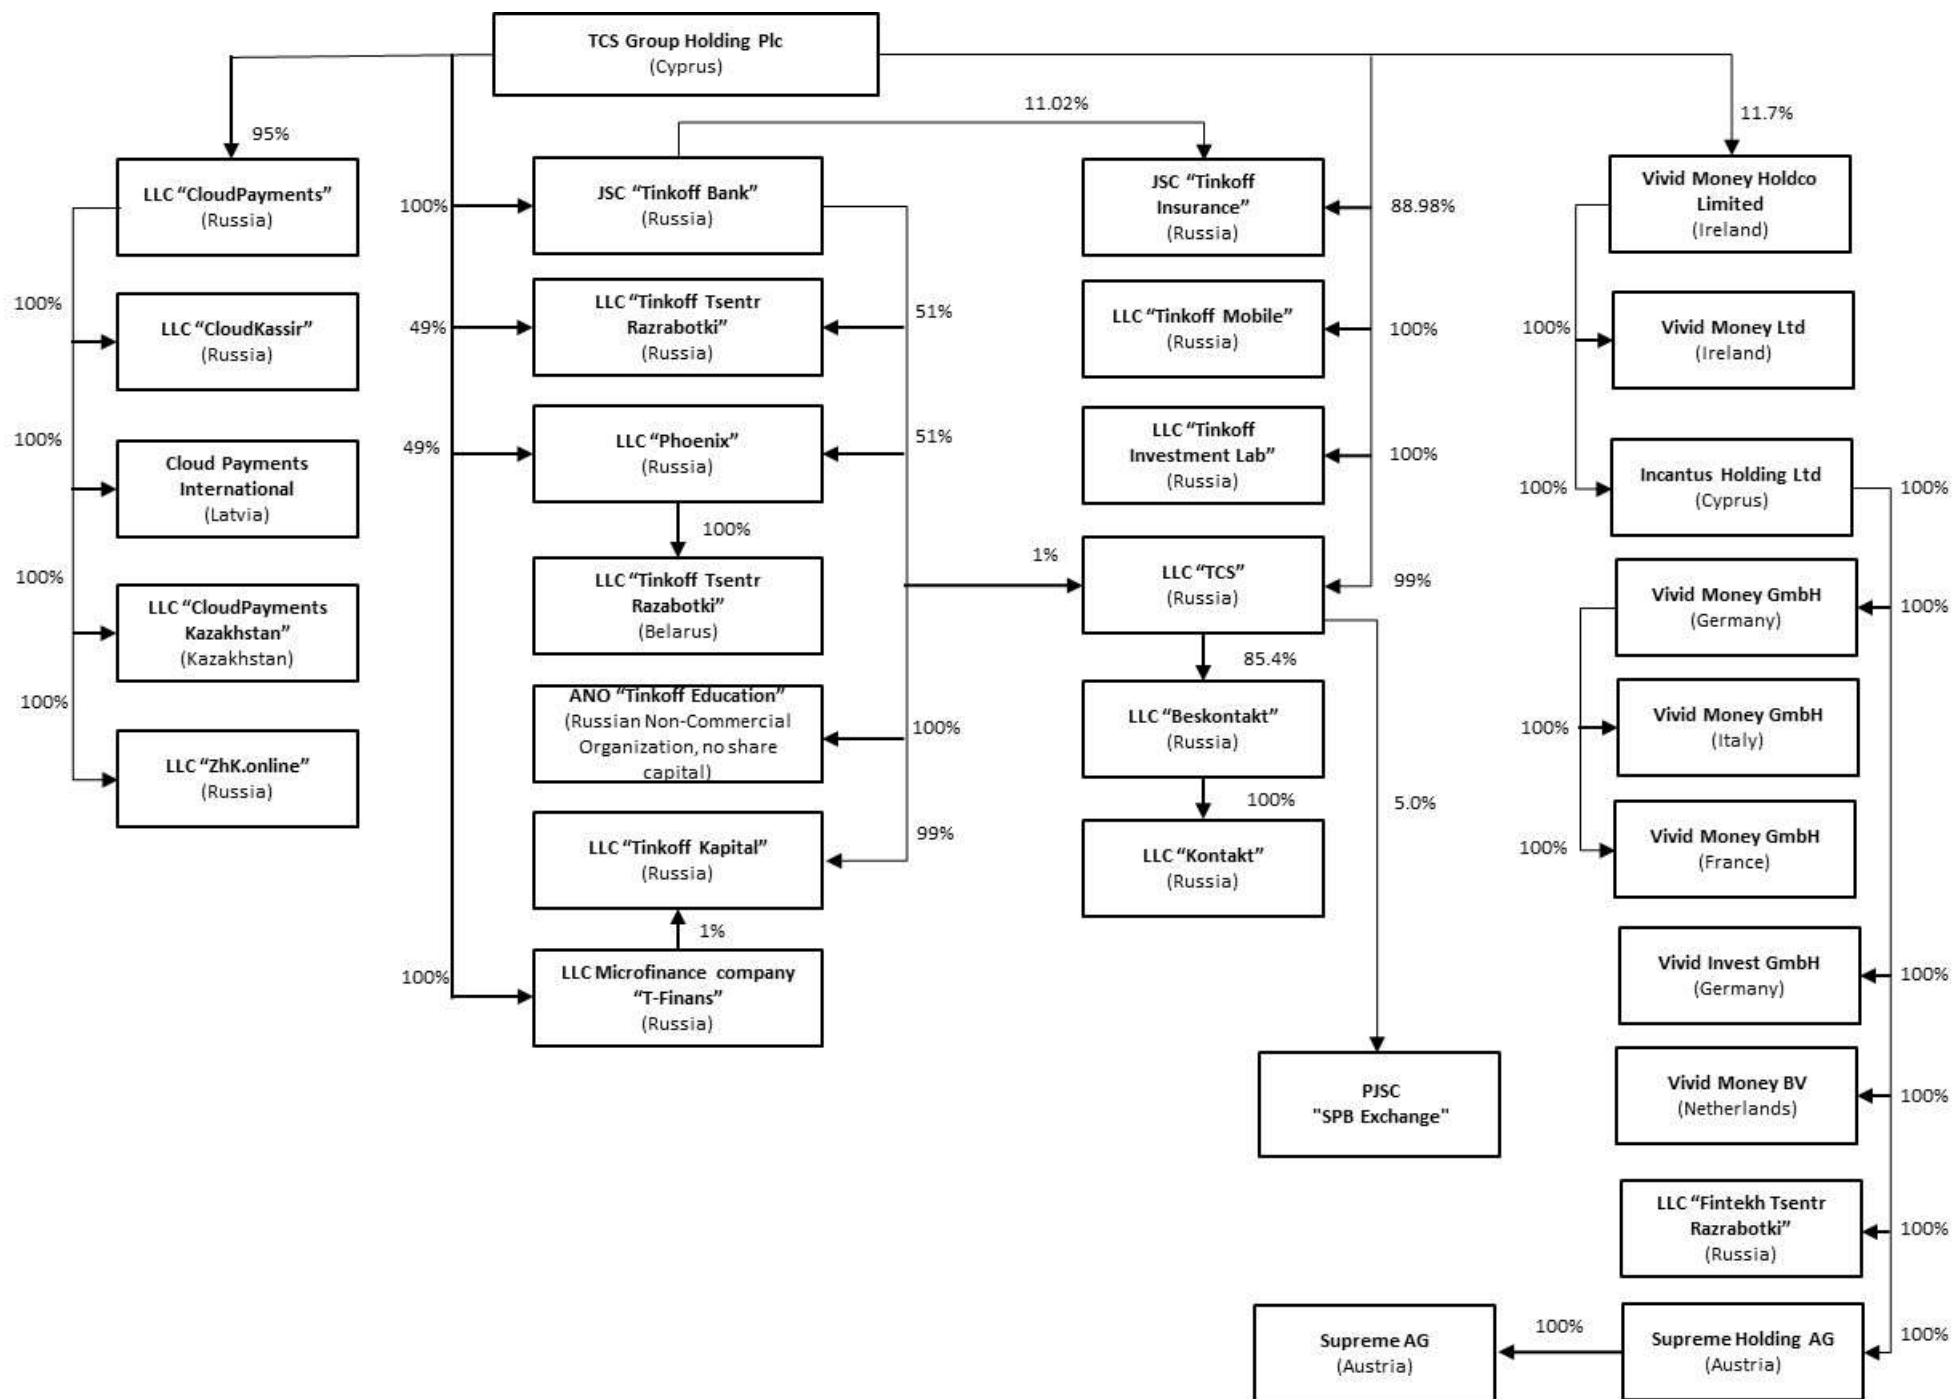 TCS Group Holding Plc
(Cyprus)
11.02%
11.7%
95%
LLC “CloudPayments”
(Russia)
100%
100%
LLC “CloudKassir”
(Russia)
100%
Cloud Payments
International
(Latvia)
100%
LLC “CloudPayments
Kazakhstan”
(Kazakhstan)
100%
LLC “ZhK.online”
(Russia)
100%
JSC “Tinkoff Bank”
(Russia)
49%
LLC “Tinkoff Tsentr
Razrabotki”
(Russia)
51%
49%
LLC “Phoenix”
(Russia)
51%
100%
LLC “Tinkoff Tsentr
Razabotki”
(Belarus)
ANO “Tinkoff Education”
(Russian Non-Commercial
Organization, no share
capital)
100%
LLC “Tinkoff Kapital”
(Russia)
99%
1%
100%
LLC Microfinance company
“T-Finans”
(Russia)
JSC “Tinkoff
Insurance”
(Russia)
88.98%
LLC “Tinkoff Mobile”
(Russia)
100%
LLC “Tinkoff
Investment Lab”
(Russia)
100%
1%
LLC “TCS”
(Russia)
99%
85.4%
LLC “Beskontakt”
(Russia)
100%
5.0%
LLC “Kontakt”
(Russia)
PJSC
"SPB Exchange"
Vivid Money Holdco
Limited
(Ireland)
100%
Vivid Money Ltd
(Ireland)
100%
Incantus Holding Ltd
(Cyprus)
100%
Vivid Money GmbH
(Germany)
100%
100%
Vivid Money GmbH
(Italy)
100%
Vivid Money GmbH
(France)
Vivid Invest GmbH
(Germany)
100%
Vivid Money BV
(Netherlands)
100%
LLC “Fintekh Tsentr
Razrabotki”
(Russia)
100%
Supreme AG
(Austria)
100%
Supreme Holding AG
(Austria)
100%